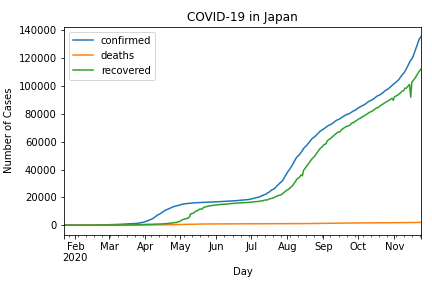 COVID-19 in Japan
confirmed
deaths
recovered
140000
120000
100000
80000
60000
40000
20000
0
Number of Cases
Feb Mar Apr May Jun Jul Aug Sep Oct Nov
2020
Day